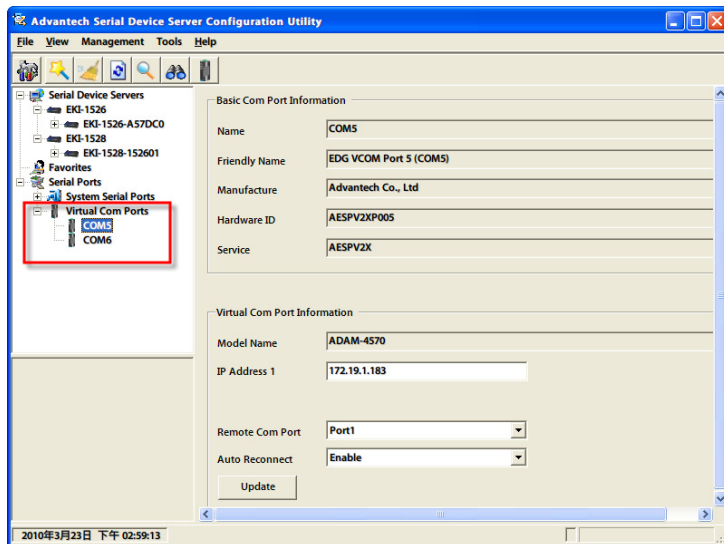 Advantech Serial Device Server Configuration Utility
File View Management Tools Help
Serial Device Servers
EKI-1526
EKI-1526-A57DC0
EKI-1528
EKI-1528-152601
Favorites
Serial Ports
System Serial Ports
Virtual Com Ports
COM5
COM6
Basic Com Port Information
Name COM5
Friendly Name EDG VCOM Port 5 (COM5)
Manufacture Advantech Co., Ltd
Hardware ID AESPV2XP005
Service AESPV2X
Virtual Com Port Information
Model Name ADAM-4570
IP Address 1 172.19.1.183
Remote Com Port Port1
Auto Reconnect Enable
Update
2010年3月23日 下午 02:59:13